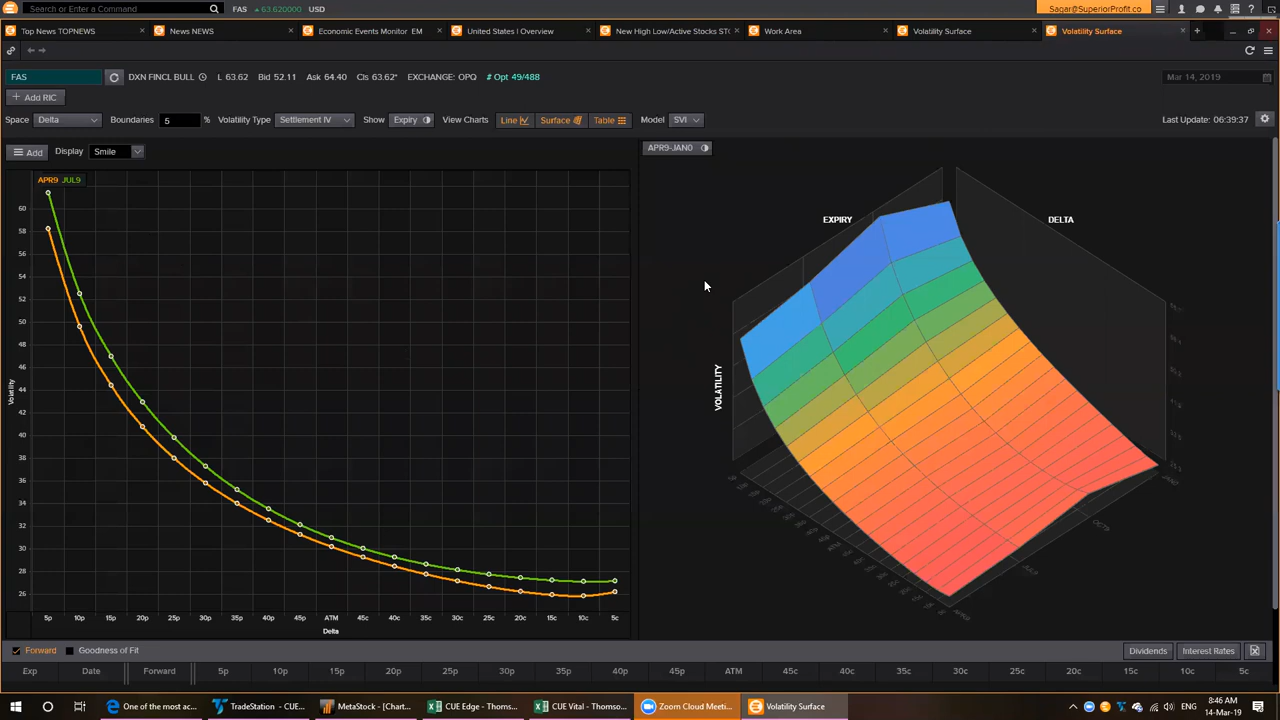 Search or Enter a Command
FAS
63.620000
USD
Sagar@SuperiorProfit.co
Top News TOPNEWS
News NEWS
Economic Events Monitor EM
United States | Overview
New High Low/Active Stocks ST
Work Area
Volatility Surface
Volatility Surface
FAS
DXN FINCL BULL
L 63.62
Bid 52.11
Ask 64.40
Cls 63.62*
EXCHANGE: OPQ
# Opt 49/488
Mar 14, 2019
+ Add RIC
Space
Delta
Boundaries
5
%
Volatility Type
Settlement IV
Show
Expiry
View Charts
Line
Surface
Table
Model
SVI
Last Update: 06:39:37
Add
Display
Smile
APR9-JAN0
APR9 JUL9
60
58
56
54
52
50
48
46
44
42
40
38
36
34
32
30
28
26
Volatility
5p 10p 15p 20p 25p 30p 35p 40p 45p ATM 45c 40c 35c 30c 25c 20c 15c 10c 5c
Delta
EXPIRY
DELTA
VOLATILITY
APR9
JUL9
OCT9
JAN0
Forward
Goodness of Fit
Dividends
Interest Rates
Exp Date Forward 5p 10p 15p 20p 25p 30p 35p 40p 45p ATM 45c 40c 35c 30c 25c 20c 15c 10c 5c
One of the most ac...
TradeStation - CUE...
MetaStock - [Chart...
CUE Edge - Thoms...
CUE Vital - Thomso...
Zoom Cloud Meeti...
Volatility Surface
8:46 AM
14-Mar-19